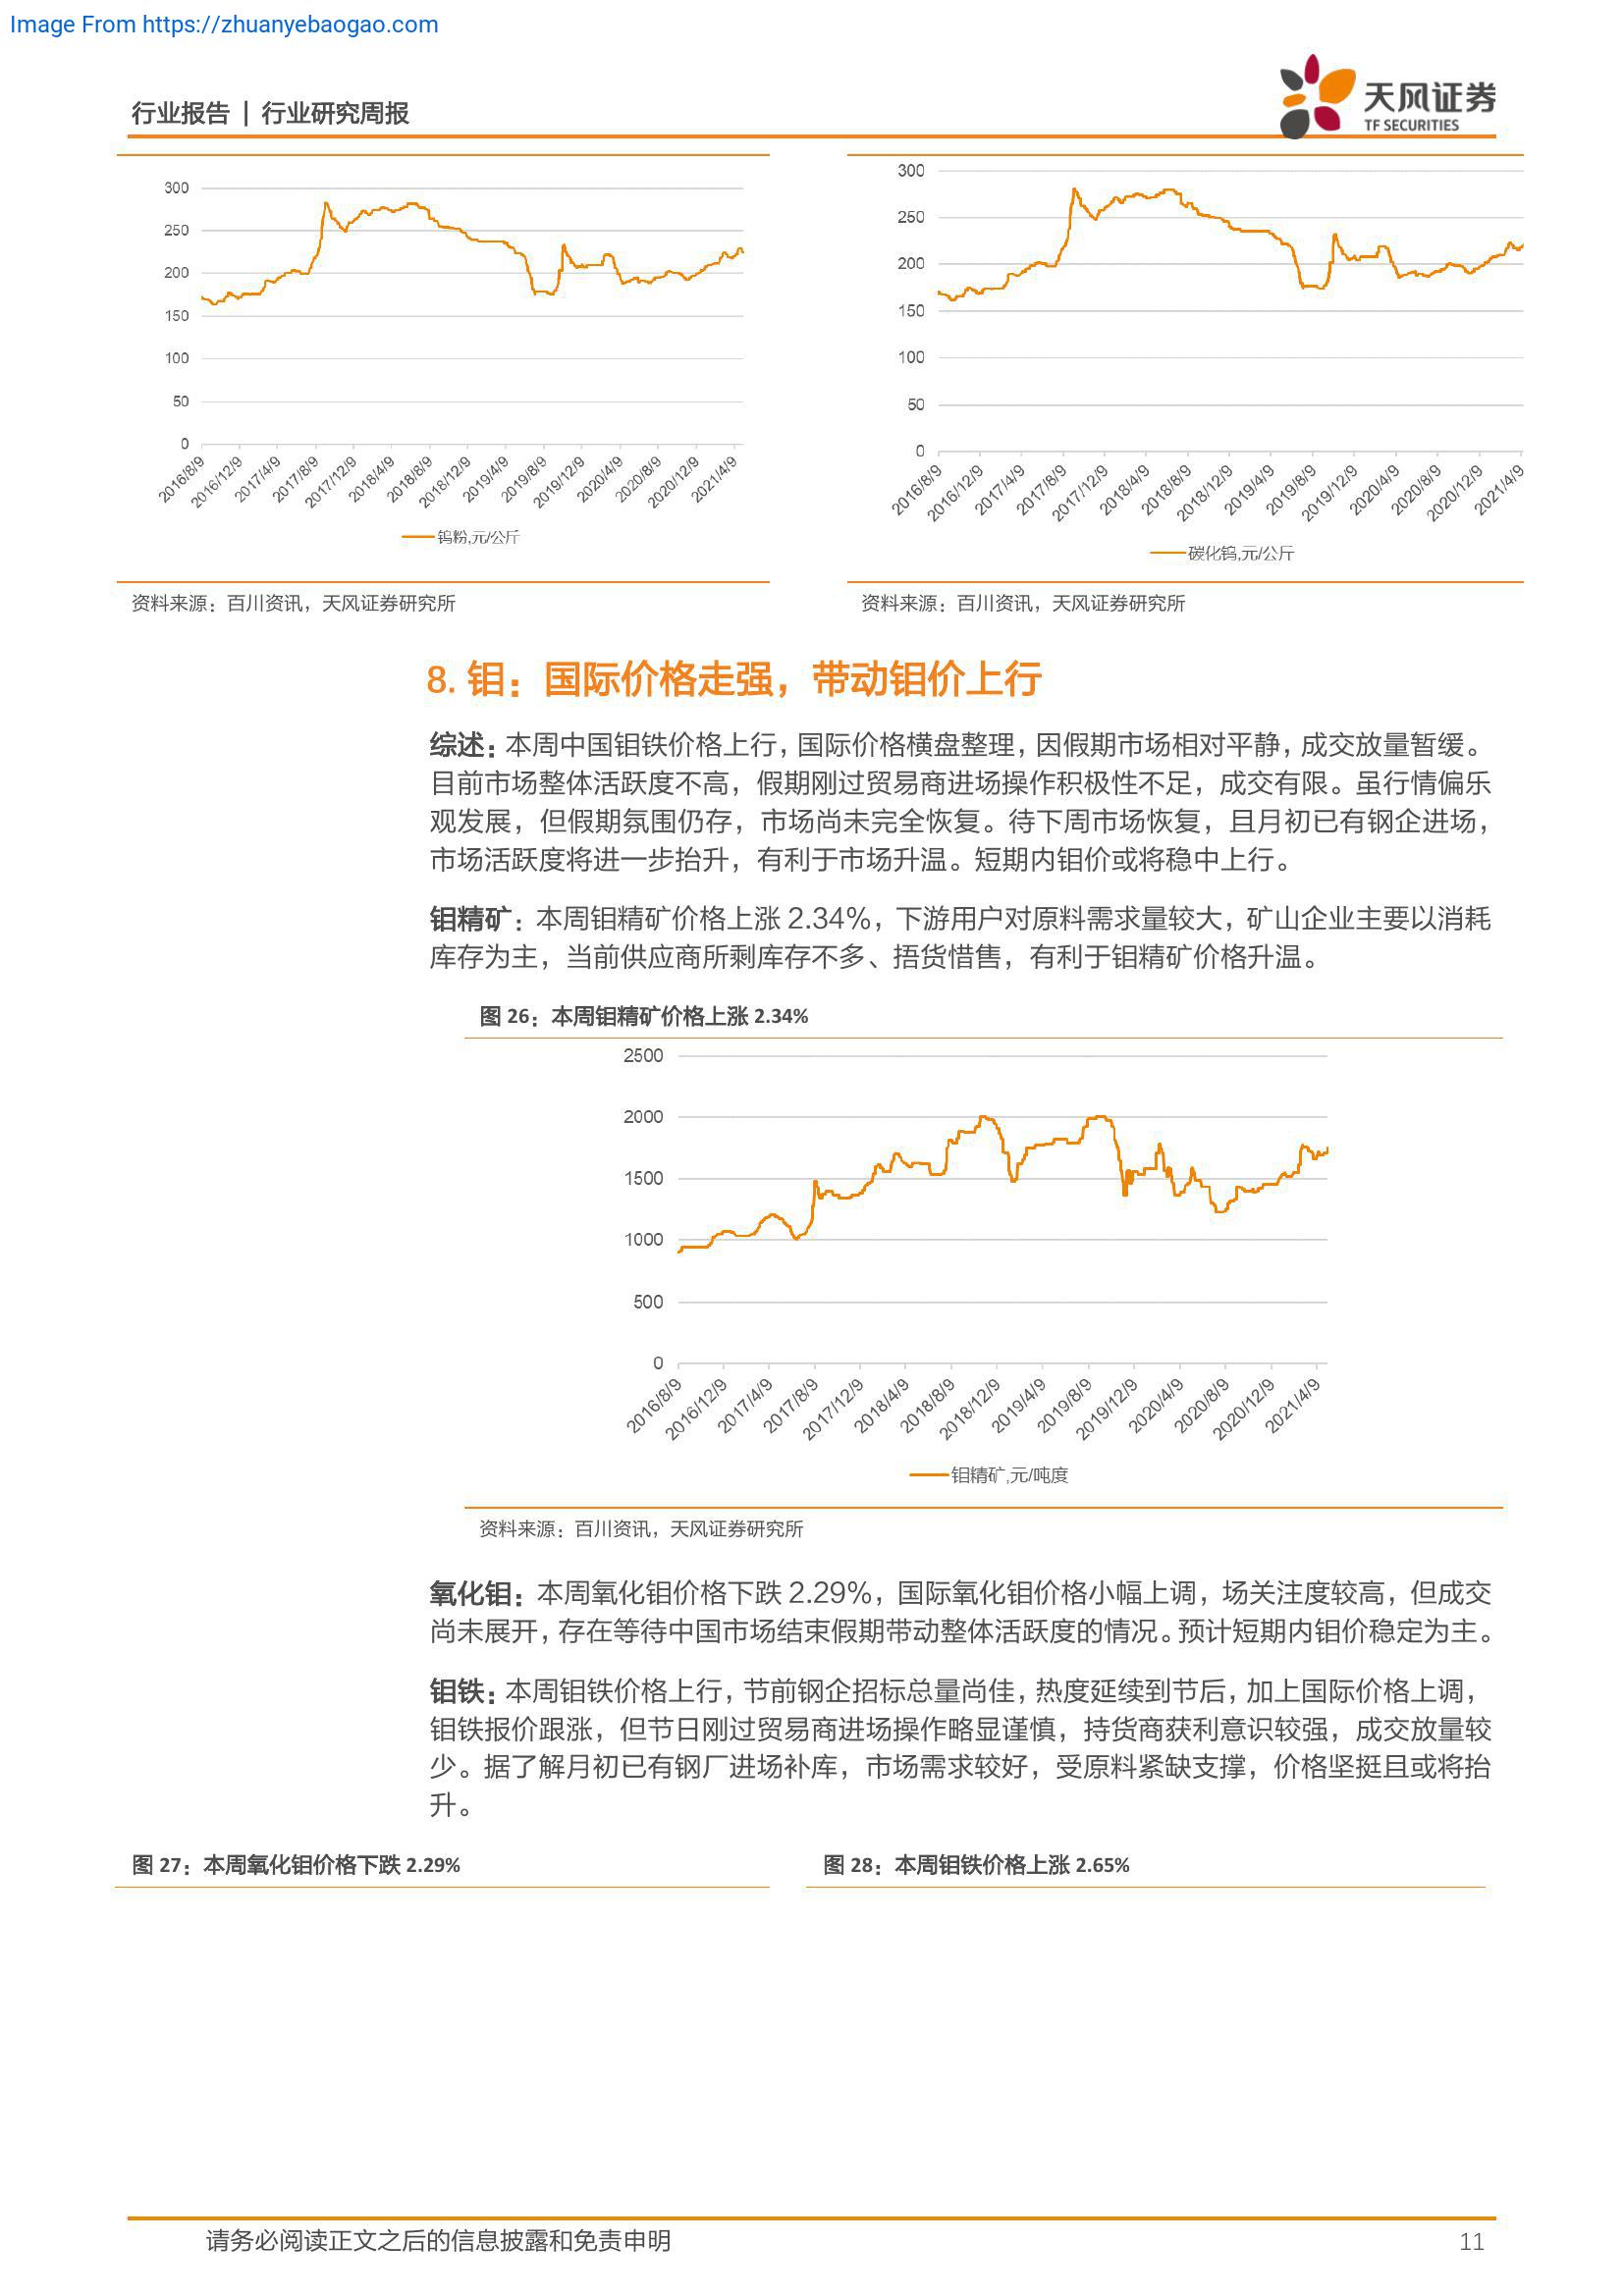 Image From https://zhuanyebaogao.com
行业报告 | 行业研究周报
天风证券
TF SECURITIES
300
250
200
150
100
50
0
2016/8/9
2016/12/9
2017/4/9
2017/8/9
2017/12/9
2018/4/9
2018/8/9
2018/12/9
2019/4/9
2019/8/9
2019/12/9
2020/4/9
2020/8/9
2020/12/9
2021/4/9
钨粉,元/公斤
300
250
200
150
100
50
0
2016/8/9
2016/12/9
2017/4/9
2017/8/9
2017/12/9
2018/4/9
2018/8/9
2018/12/9
2019/4/9
2019/8/9
2019/12/9
2020/4/9
2020/8/9
2020/12/9
2021/4/9
碳化钨,元/公斤
资料来源：百川资讯，天风证券研究所
资料来源：百川资讯，天风证券研究所
8. 钼：国际价格走强，带动钼价上行
综述：本周中国钼铁价格上行，国际价格横盘整理，因假期市场相对平静，成交放量暂缓。
目前市场整体活跃度不高，假期刚过贸易商进场操作积极性不足，成交有限。虽行情偏乐
观发展，但假期氛围仍存，市场尚未完全恢复。待下周市场恢复，且月初已有钢企进场，
市场活跃度将进一步抬升，有利于市场升温。短期内钼价或将稳中上行。
钼精矿：本周钼精矿价格上涨 2.34%，下游用户对原料需求量较大，矿山企业主要以消耗
库存为主，当前供应商所剩库存不多、捂货惜售，有利于钼精矿价格升温。
图 26：本周钼精矿价格上涨 2.34%
2500
2000
1500
1000
500
0
2016/8/9
2016/12/9
2017/4/9
2017/8/9
2017/12/9
2018/4/9
2018/8/9
2018/12/9
2019/4/9
2019/8/9
2019/12/9
2020/4/9
2020/8/9
2020/12/9
2021/4/9
钼精矿,元/吨度
资料来源：百川资讯，天风证券研究所
氧化钼：本周氧化钼价格下跌 2.29%，国际氧化钼价格小幅上调，场关注度较高，但成交
尚未展开，存在等待中国市场结束假期带动整体活跃度的情况。预计短期内钼价稳定为主。
钼铁：本周钼铁价格上行，节前钢企招标总量尚佳，热度延续到节后，加上国际价格上调，
钼铁报价跟涨，但节日刚过贸易商进场操作略显谨慎，持货商获利意识较强，成交放量较
少。据了解月初已有钢厂进场补库，市场需求较好，受原料紧缺支撑，价格坚挺且或将抬
升。
图 27：本周氧化钼价格下跌 2.29%
图 28：本周钼铁价格上涨 2.65%
请务必阅读正文之后的信息披露和免责申明
11